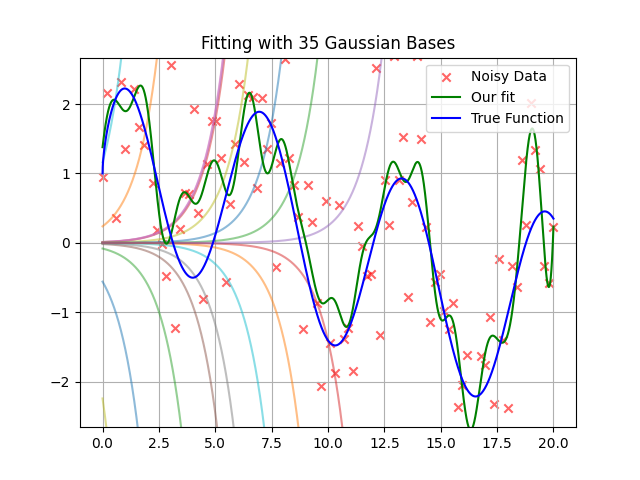 Fitting with 35 Gaussian Bases
Noisy Data
Our fit
True Function
2
1
0
−1
−2
0.0 2.5 5.0 7.5 10.0 12.5 15.0 17.5 20.0